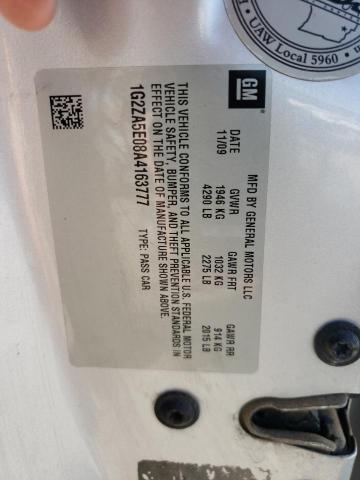 UAW Local 5960
GM
MFD BY GENERAL MOTORS LLC
DATE GVWR GAWR FRT GAWR RR
11/09 1946 KG 1032 KG 914 KG
4290 LB 2275 LB 2015 LB
THIS VEHICLE CONFORMS TO ALL APPLICABLE U.S. FEDERAL MOTOR
VEHICLE SAFETY, BUMPER, AND THEFT PREVENTION STANDARDS IN
EFFECT ON THE DATE OF MANUFACTURE SHOWN ABOVE.
1G2ZA5E08A4163777 TYPE: PASS CAR